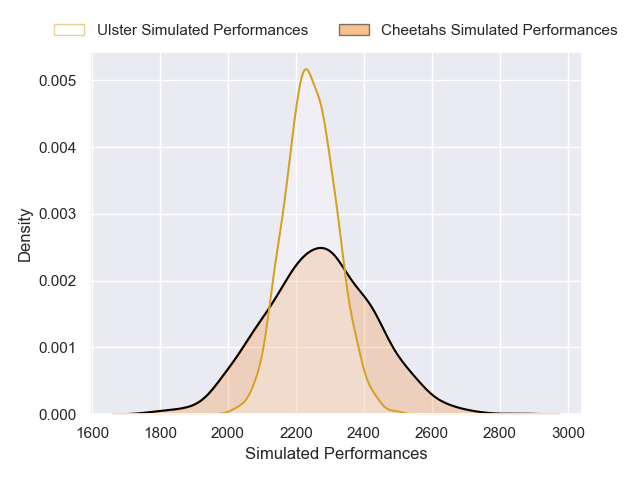 Ulster Simulated Performances Cheetahs Simulated Performances
0.005
0.004
0.003
0.002
0.001
0.000
Density
1600 1800 2000 2200 2400 2600 2800 3000
Simulated Performances